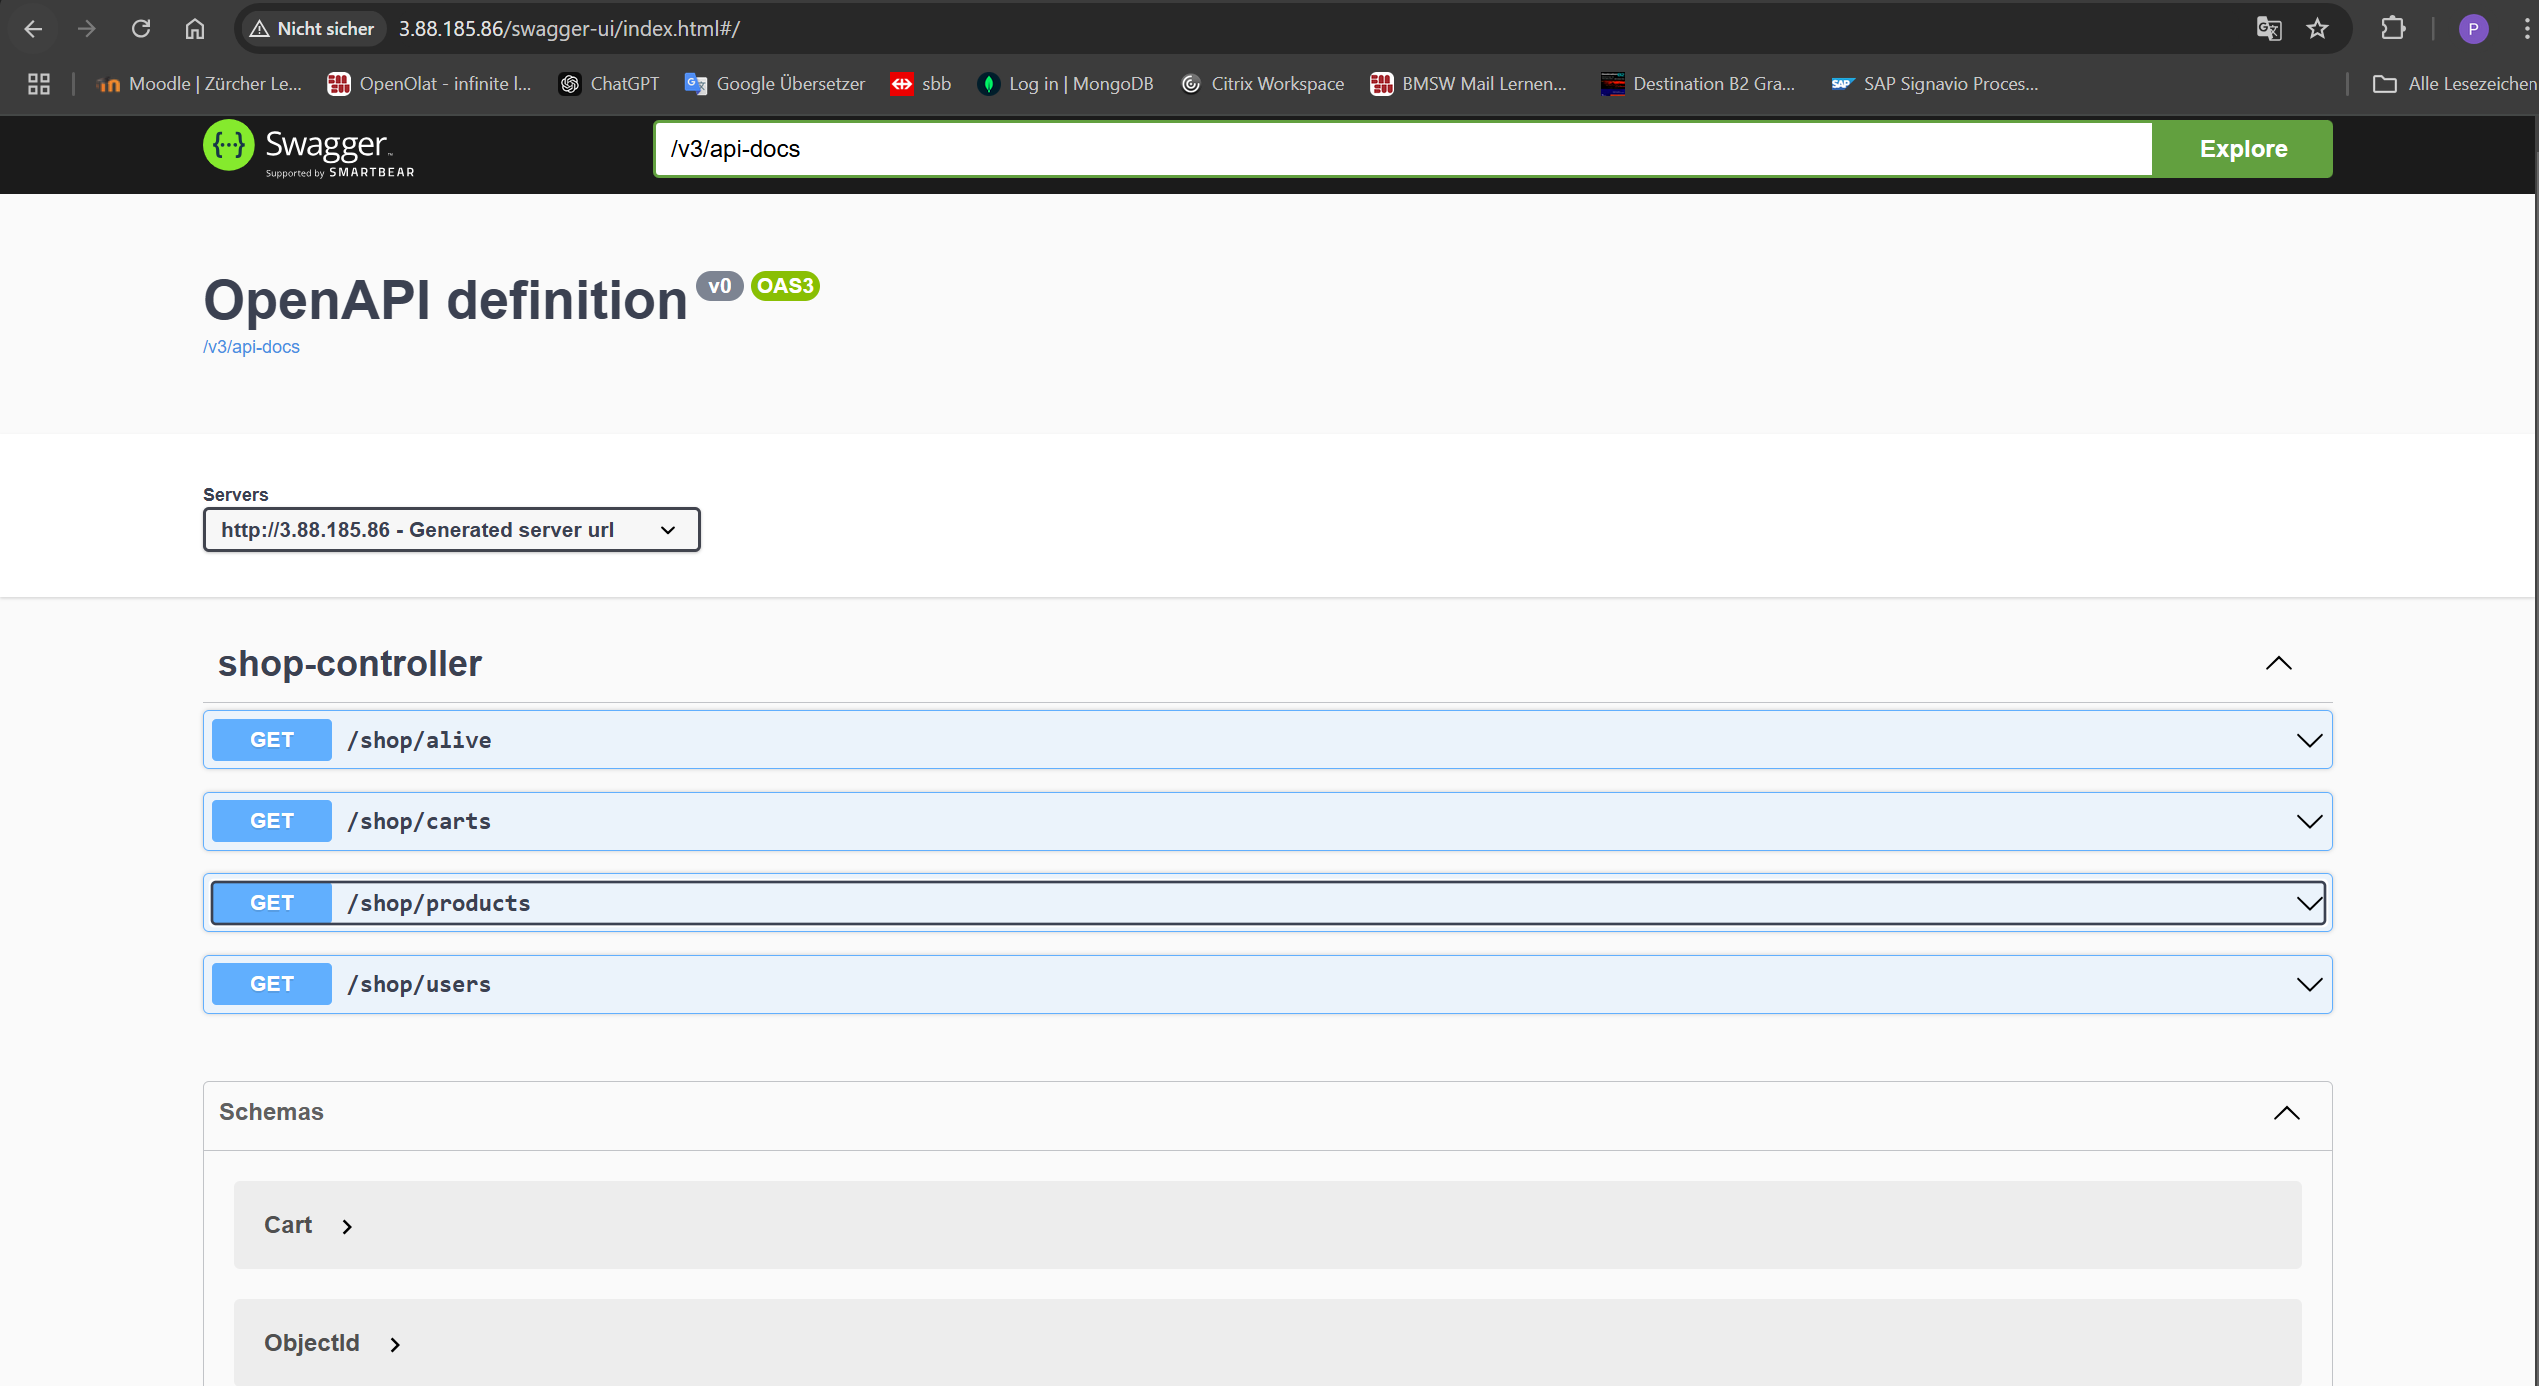 Nicht sicher 3.88.185.86/swagger-ui/index.html#/ P
Moodle | Zürcher Le... OpenOlat - infinite l... ChatGPT Google Übersetzer sbb Log in | MongoDB Citrix Workspace BMSW Mail Lernen... Destination B2 Gra... SAP SAP Signavio Proces... Alle Lesezeichen
Swagger /v3/api-docs Explore
Supported by SMARTBEAR
OpenAPI definition v0 OAS3
/v3/api-docs
Servers
http://3.88.185.86 - Generated server url
shop-controller
GET /shop/alive
GET /shop/carts
GET /shop/products
GET /shop/users
Schemas
Cart
ObjectId